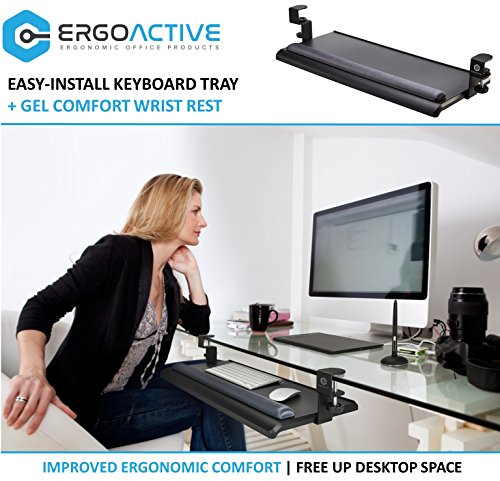 ERGOACTIVE
ERGONOMIC OFFICE PRODUCTS
EASY-INSTALL KEYBOARD TRAY
+ GEL COMFORT WRIST REST
IMPROVED ERGONOMIC COMFORT | FREE UP DESKTOP SPACE